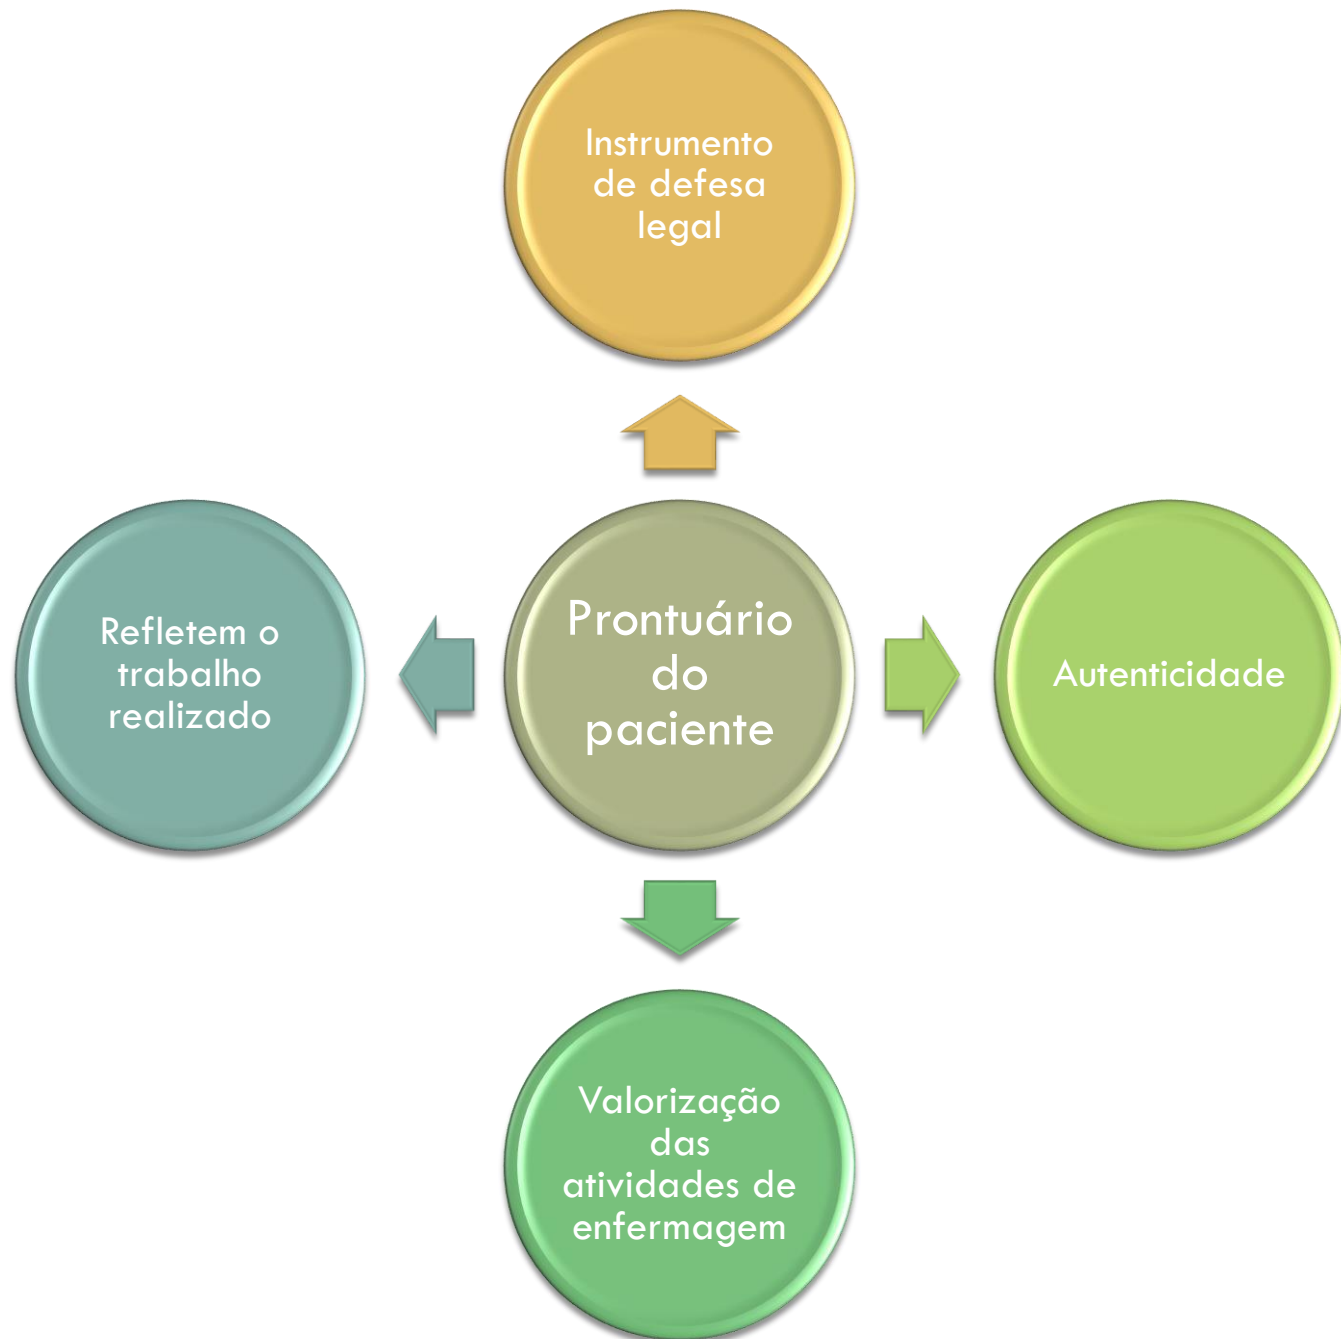 Instrumento
de defesa
legal
Refletem o
trabalho
realizado
Prontuário
do
paciente
Autenticidade
Valorização
das
atividades de
enfermagem